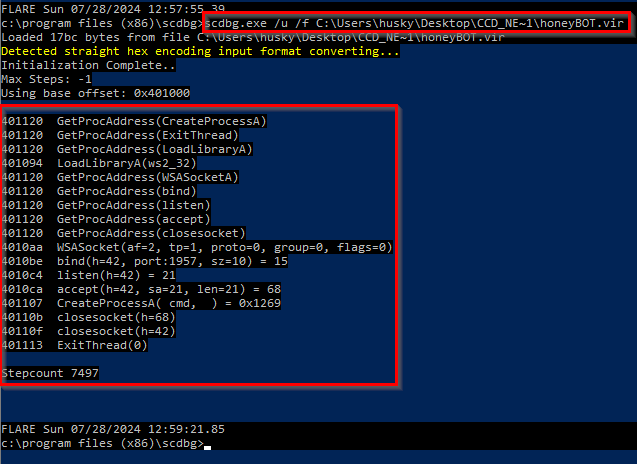 FLARE Sun 07/28/2024 12:57:55.39
c:\program files (x86)\scdbg>scdbg.exe /u /f C:\Users\husky\Desktop\CCD_NE~1\honeyBOT.vir
Loaded 17bc bytes from file C:\Users\husky\Desktop\CCD_NE~1\honeyBOT.vir
Detected straight hex encoding input format converting...
Initialization Complete..
Max Steps: -1
Using base offset: 0x401000
401120  GetProcAddress(CreateProcessA)
401120  GetProcAddress(ExitThread)
401120  GetProcAddress(LoadLibraryA)
401094  LoadLibraryA(ws2_32)
401120  GetProcAddress(WSASocketA)
401120  GetProcAddress(bind)
401120  GetProcAddress(listen)
401120  GetProcAddress(accept)
401120  GetProcAddress(closesocket)
4010aa  WSASocket(af=2, tp=1, proto=0, group=0, flags=0)
4010be  bind(h=42, port:1957, sz=10) = 15
4010c4  listen(h=42) = 21
4010ca  accept(h=42, sa=21, len=21) = 68
401107  CreateProcessA( cmd,  ) = 0x1269
40110b  closesocket(h=68)
40110f  closesocket(h=42)
401113  ExitThread(0)
Stepcount 7497
FLARE Sun 07/28/2024 12:59:21.85
c:\program files (x86)\scdbg>